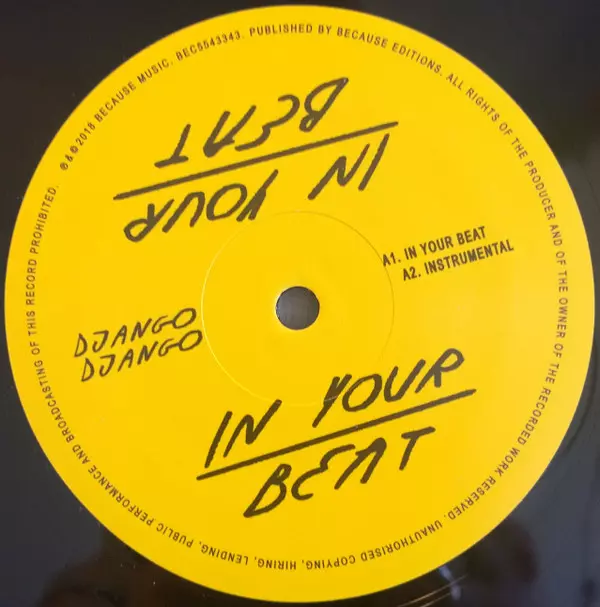 IN YOUR
BEAT
A1. IN YOUR BEAT
A2. INSTRUMENTAL
DJANGO
DJANGO
IN YOUR
BEAT
℗ & © 2018 BECAUSE MUSIC. BEC5543343. PUBLISHED BY BECAUSE EDITIONS. ALL RIGHTS OF THE PRODUCER AND OF THE OWNER OF THE RECORDED WORK RESERVED. UNAUTHORISED COPYING, HIRING, LENDING, PUBLIC PERFORMANCE AND BROADCASTING OF THIS RECORD PROHIBITED.